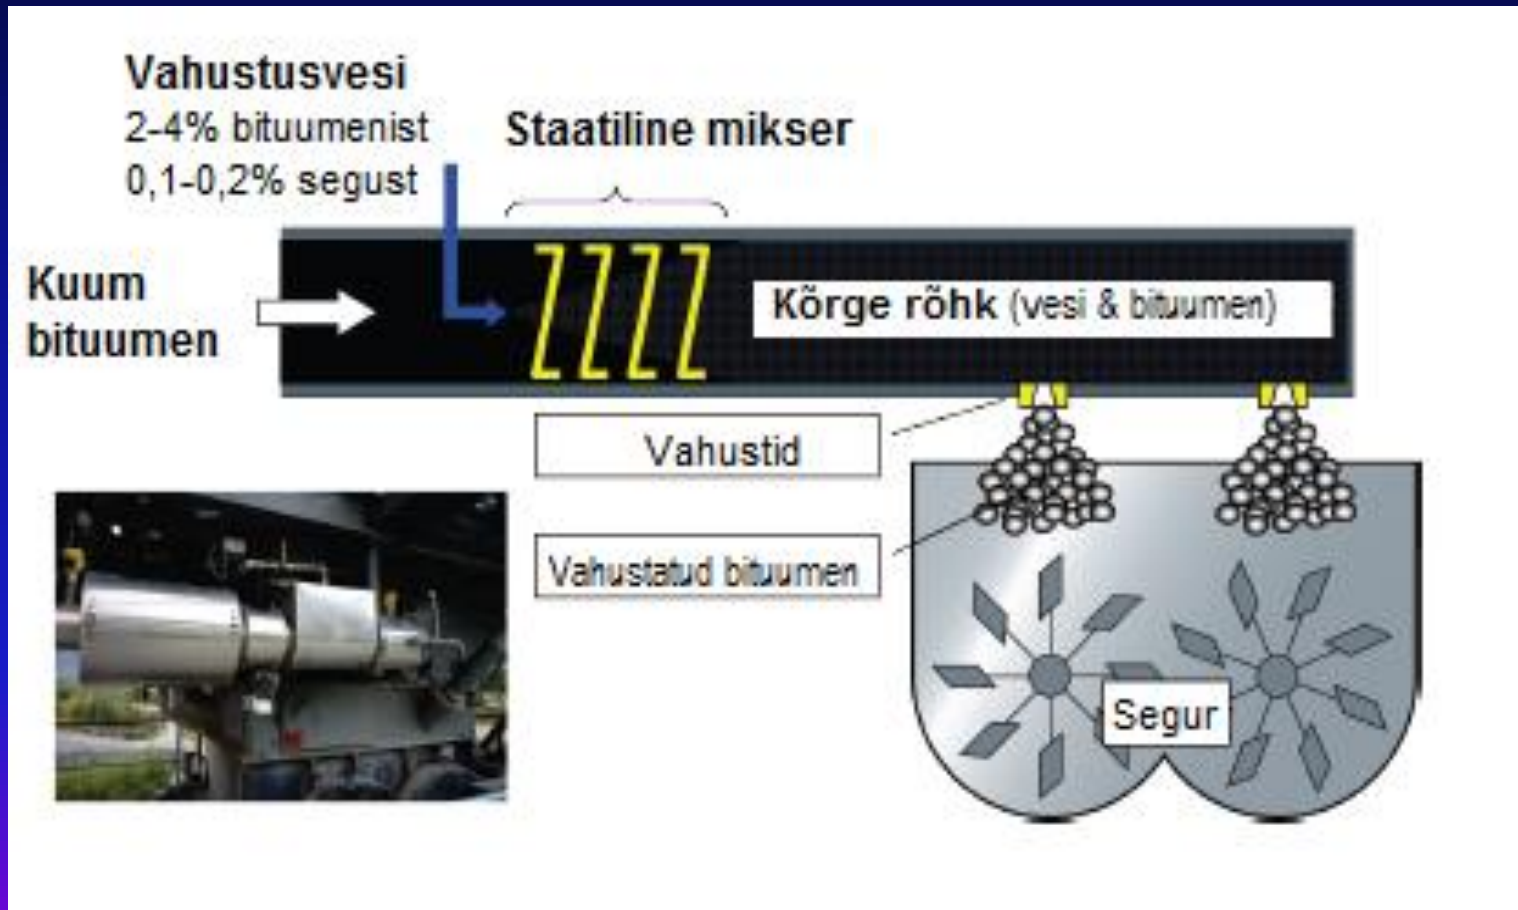 Vahustusvesi
2-4% bituumenist
0,1-0,2% segust
Staatiline mikser
Kuum
bituumen
Kõrge rõhk (vesi & bituumen)
Vahustid
Vahustatud bituumen
Segur